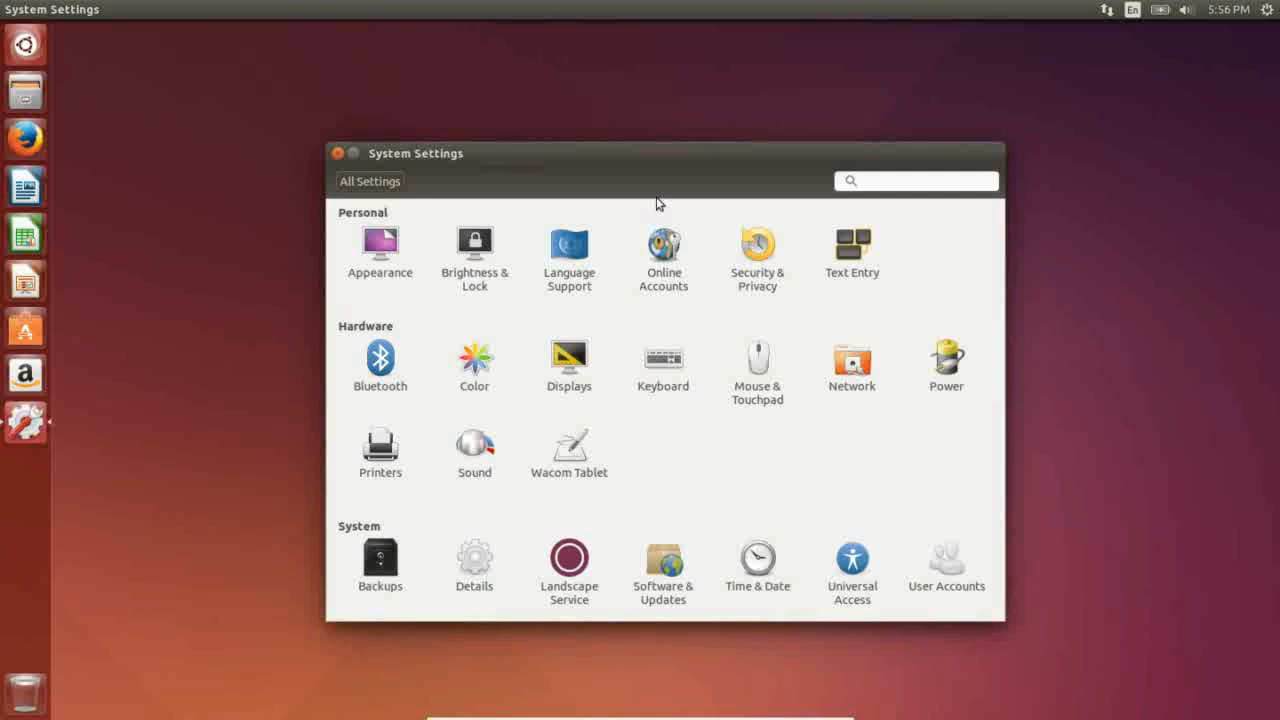 System Settings
En
5:56 PM
System Settings
All Settings
Personal
Appearance
Brightness &
Lock
Language
Support
Online
Accounts
Security &
Privacy
Text Entry
Hardware
Bluetooth
Color
Displays
Keyboard
Mouse &
Touchpad
Network
Power
Printers
Sound
Wacom Tablet
System
Backups
Details
Landscape
Service
Software &
Updates
Time & Date
Universal
Access
User Accounts
A
a